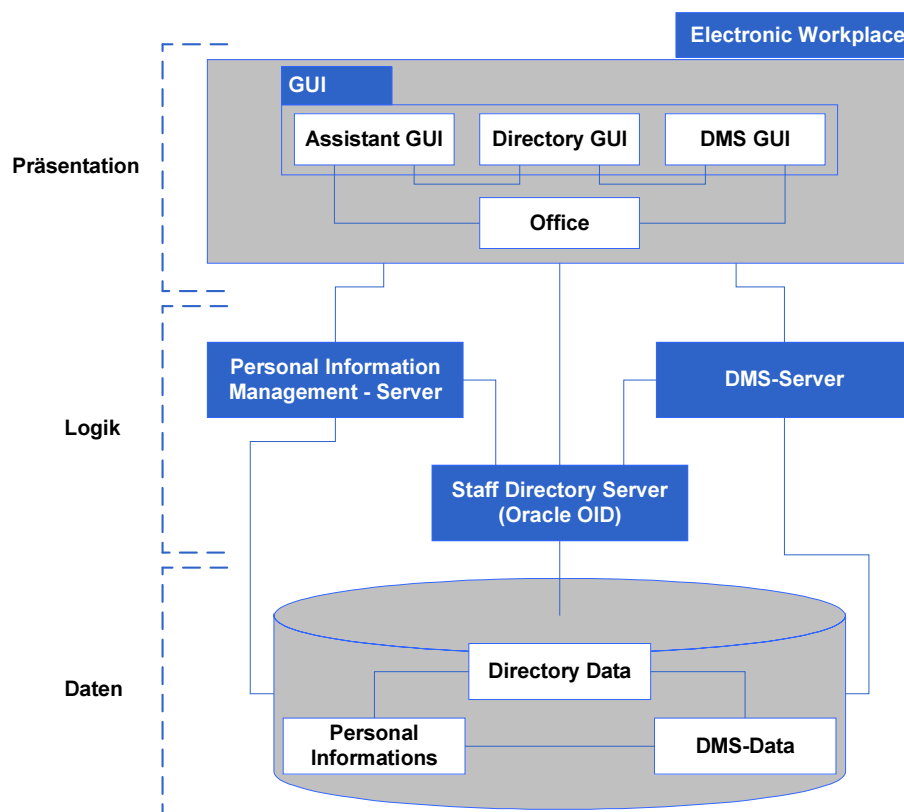 Electronic Workplace
GUI
Assistant GUI
Directory GUI
DMS GUI
Präsentation
Office
Personal Information
Management - Server
DMS-Server
Logik
Staff Directory Server
(Oracle OID)
Directory Data
Daten
Personal
Informations
DMS-Data